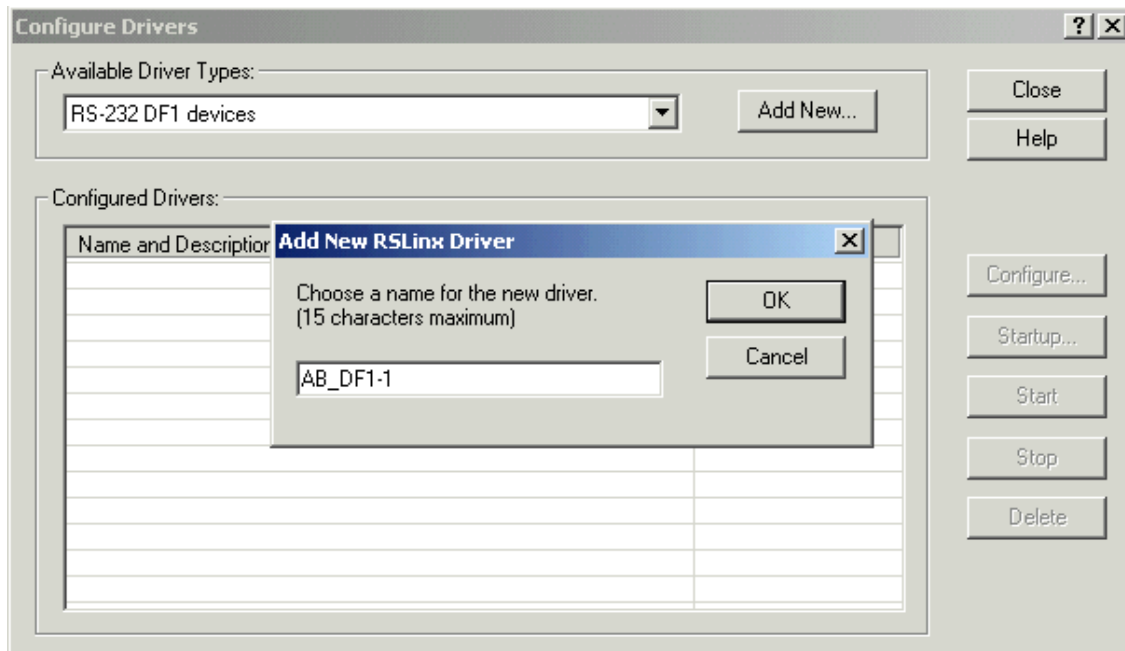 Configure Drivers
Available Driver Types:
RS-232 DF1 devices
Add New...
Close
Help
Configured Drivers:
Name and Description
Add New RSLinx Driver
Choose a name for the new driver.
(15 characters maximum)
AB_DF1-1
OK
Cancel
Configure...
Startup...
Start
Stop
Delete